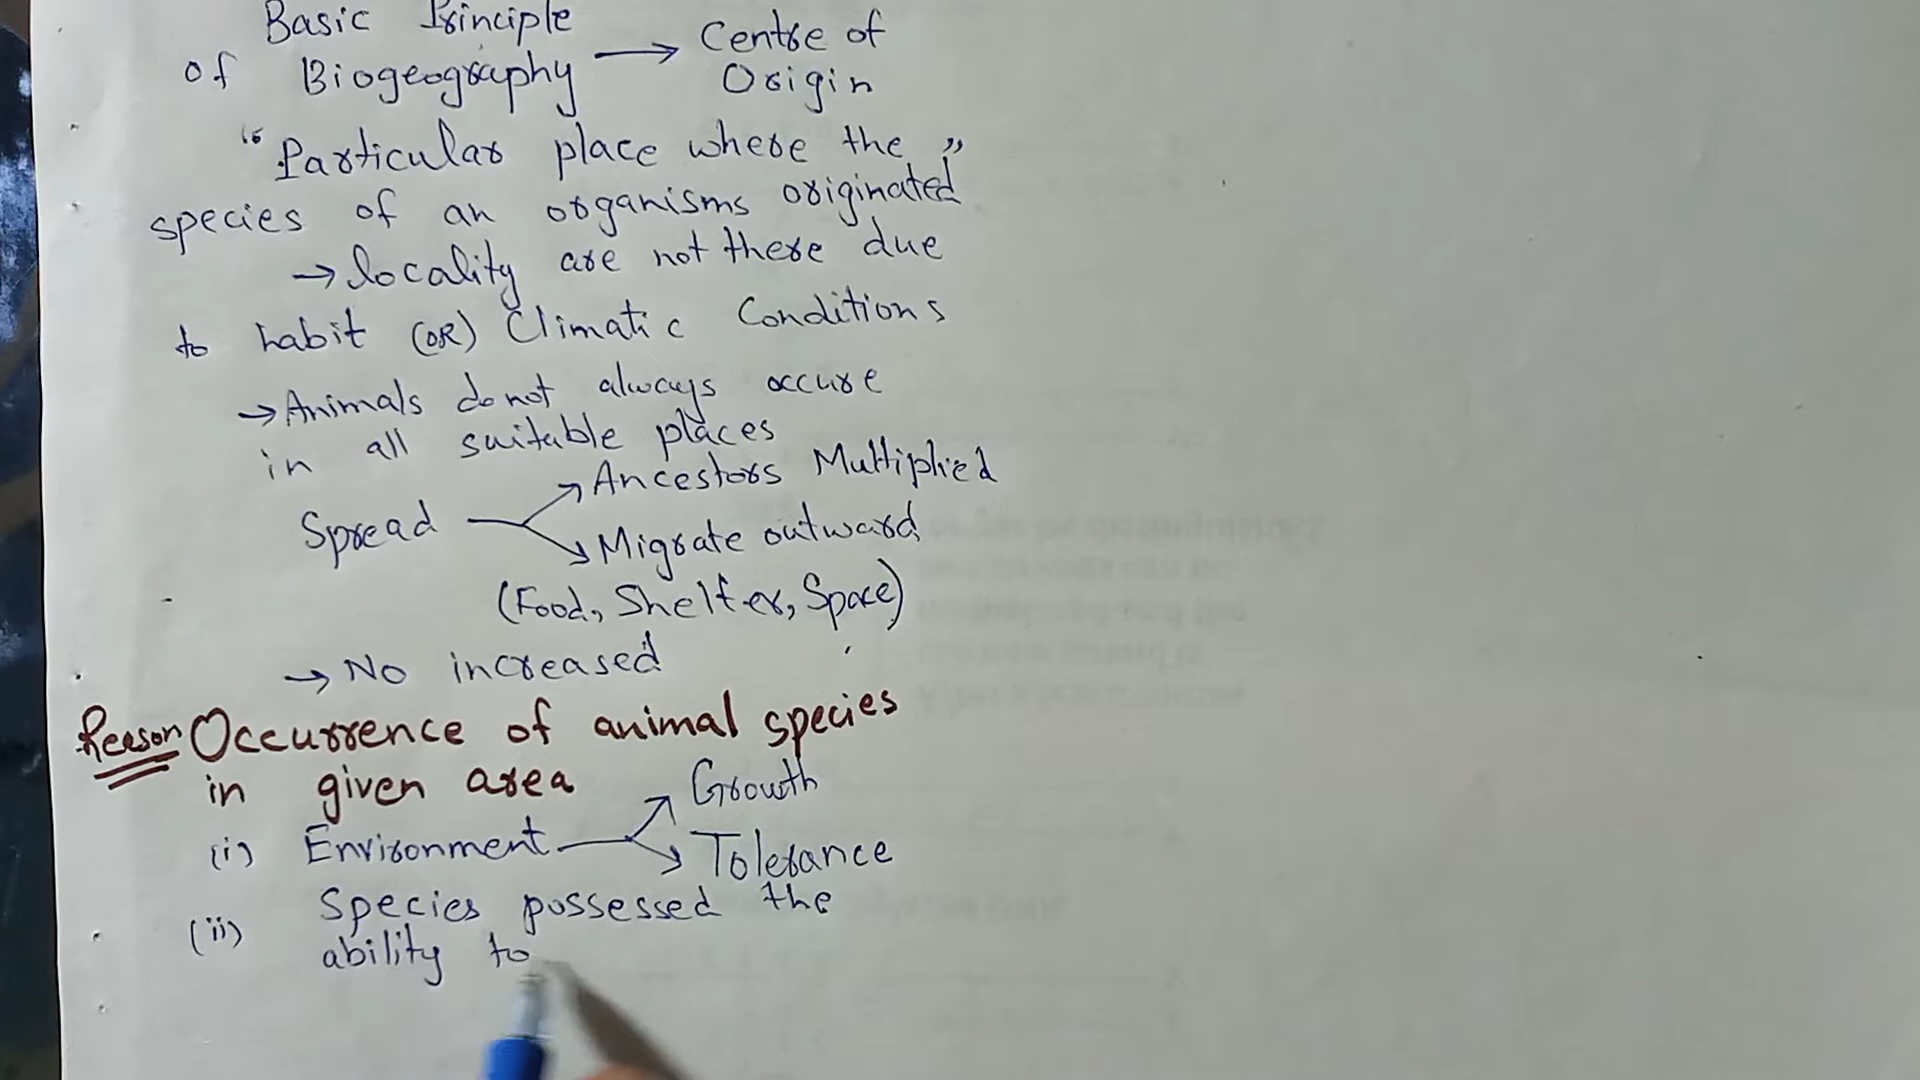 Basic Principle
of Biogeography → Centre of
Origin
"Particular place where the "
species of an organisms originated
→ locality are not there due
to habit (OR) Climatic Conditions
→ Animals do not always occure
in all suitable places
Spread → Ancestors Multiplied
→ Migrate outward
(Food, Shelter, Space)
→ No increased
Reason Occurrence of animal species
in given area
(i) Environment → Growth
→ Tolerance
(ii) Species possessed the
ability to